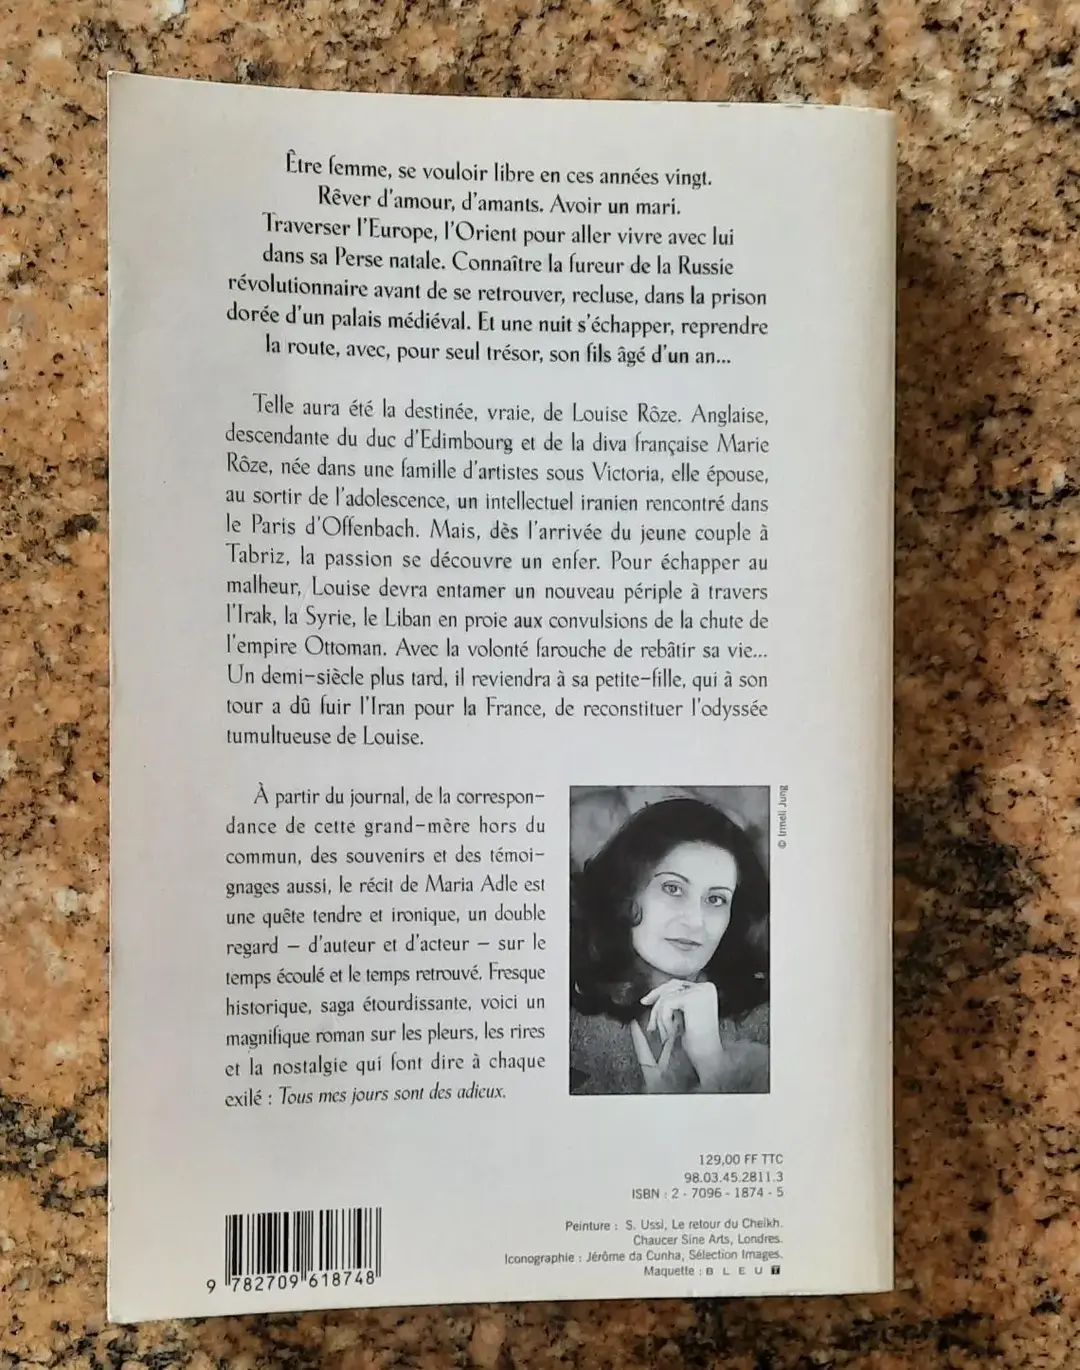 Être femme, se vouloir libre en ces années vingt.
Rêver d'amour, d'amants. Avoir un mari.
Traverser l'Europe, l'Orient pour aller vivre avec lui
dans sa Perse natale. Connaître la fureur de la Russie
révolutionnaire avant de se retrouver, recluse, dans la prison
dorée d'un palais médiéval. Et une nuit s'échapper, reprendre
la route, avec, pour seul trésor, son fils âgé d'un an...
Telle aura été la destinée, vraie, de Louise Rôze. Anglaise,
descendante du duc d'Edimbourg et de la diva française Marie
Rôze, née dans une famille d'artistes sous Victoria, elle épouse,
au sortir de l'adolescence, un intellectuel iranien rencontré dans
le Paris d'Offenbach. Mais, dès l'arrivée du jeune couple à
Tabriz, la passion se découvre un enfer. Pour échapper au
malheur, Louise devra entamer un nouveau périple à travers
l'Irak, la Syrie, le Liban en proie aux convulsions de la chute de
l'empire Ottoman. Avec la volonté farouche de rebâtir sa vie...
Un demi-siècle plus tard, il reviendra à sa petite-fille, qui à son
tour a dû fuir l'Iran pour la France, de reconstituer l'odyssée
tumultueuse de Louise.
À partir du journal, de la correspon-
dance de cette grand-mère hors du
commun, des souvenirs et des témoi-
gnages aussi, le récit de Maria Adle est
une quête tendre et ironique, un double
regard – d'auteur et d'acteur – sur le
temps écoulé et le temps retrouvé. Fresque
historique, saga étourdissante, voici un
magnifique roman sur les pleurs, les rires
et la nostalgie qui font dire à chaque
exilé : Tous mes jours sont des adieux.
© Irmeli Jung
129,00 FF TTC
98.03.45.2811.3
ISBN : 2 - 7096 - 1874 - 5
Peinture : S. Ussi, Le retour du Cheikh.
Chaucer Sine Arts, Londres.
Iconographie : Jérôme da Cunha, Sélection Images.
Maquette : BLEU T
9 782709 618748